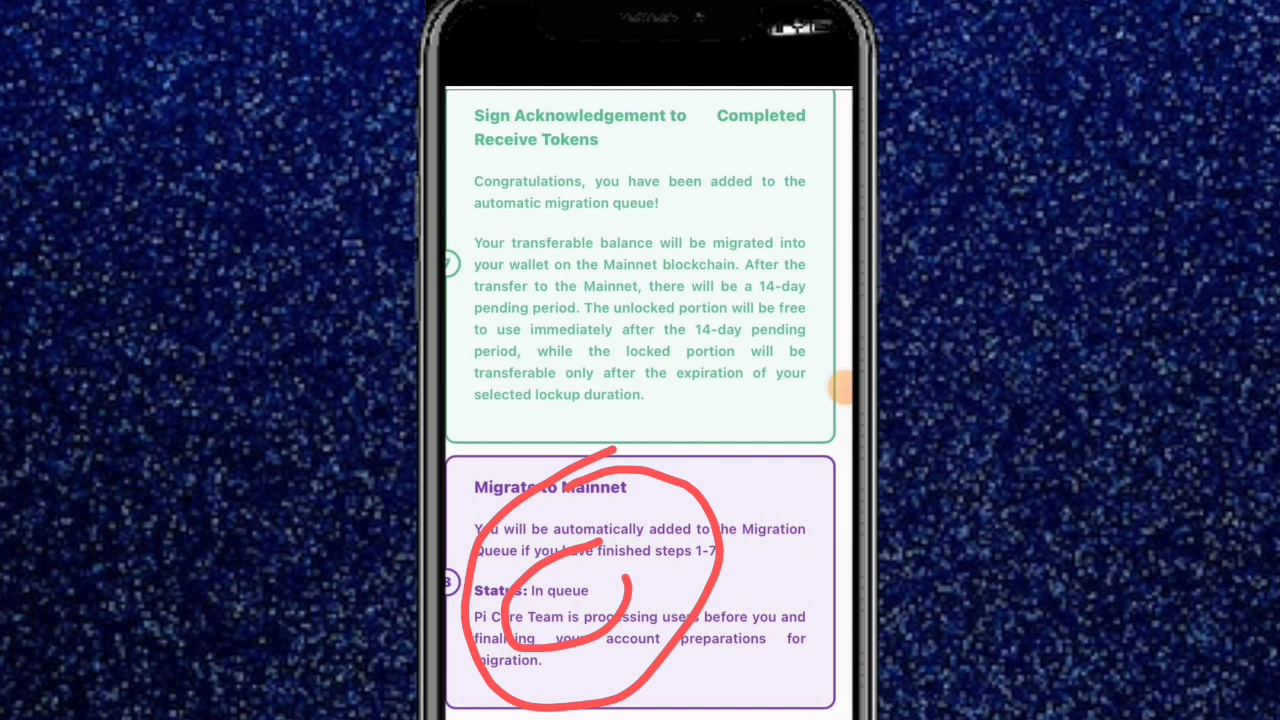 Sign Acknowledgement to Completed
Receive Tokens
Congratulations, you have been added to the
automatic migration queue!
7
Your transferable balance will be migrated into
your wallet on the Mainnet blockchain. After the
transfer to the Mainnet, there will be a 14-day
pending period. The unlocked portion will be free
to use immediately after the 14-day pending
period, while the locked portion will be
transferable only after the expiration of your
selected lockup duration.
Migrate to Mainnet
You will be automatically added to the Migration
Queue if you have finished steps 1-7
8
Status: In queue
Pi Core Team is processing users before you and
finalizing your account preparations for
migration.